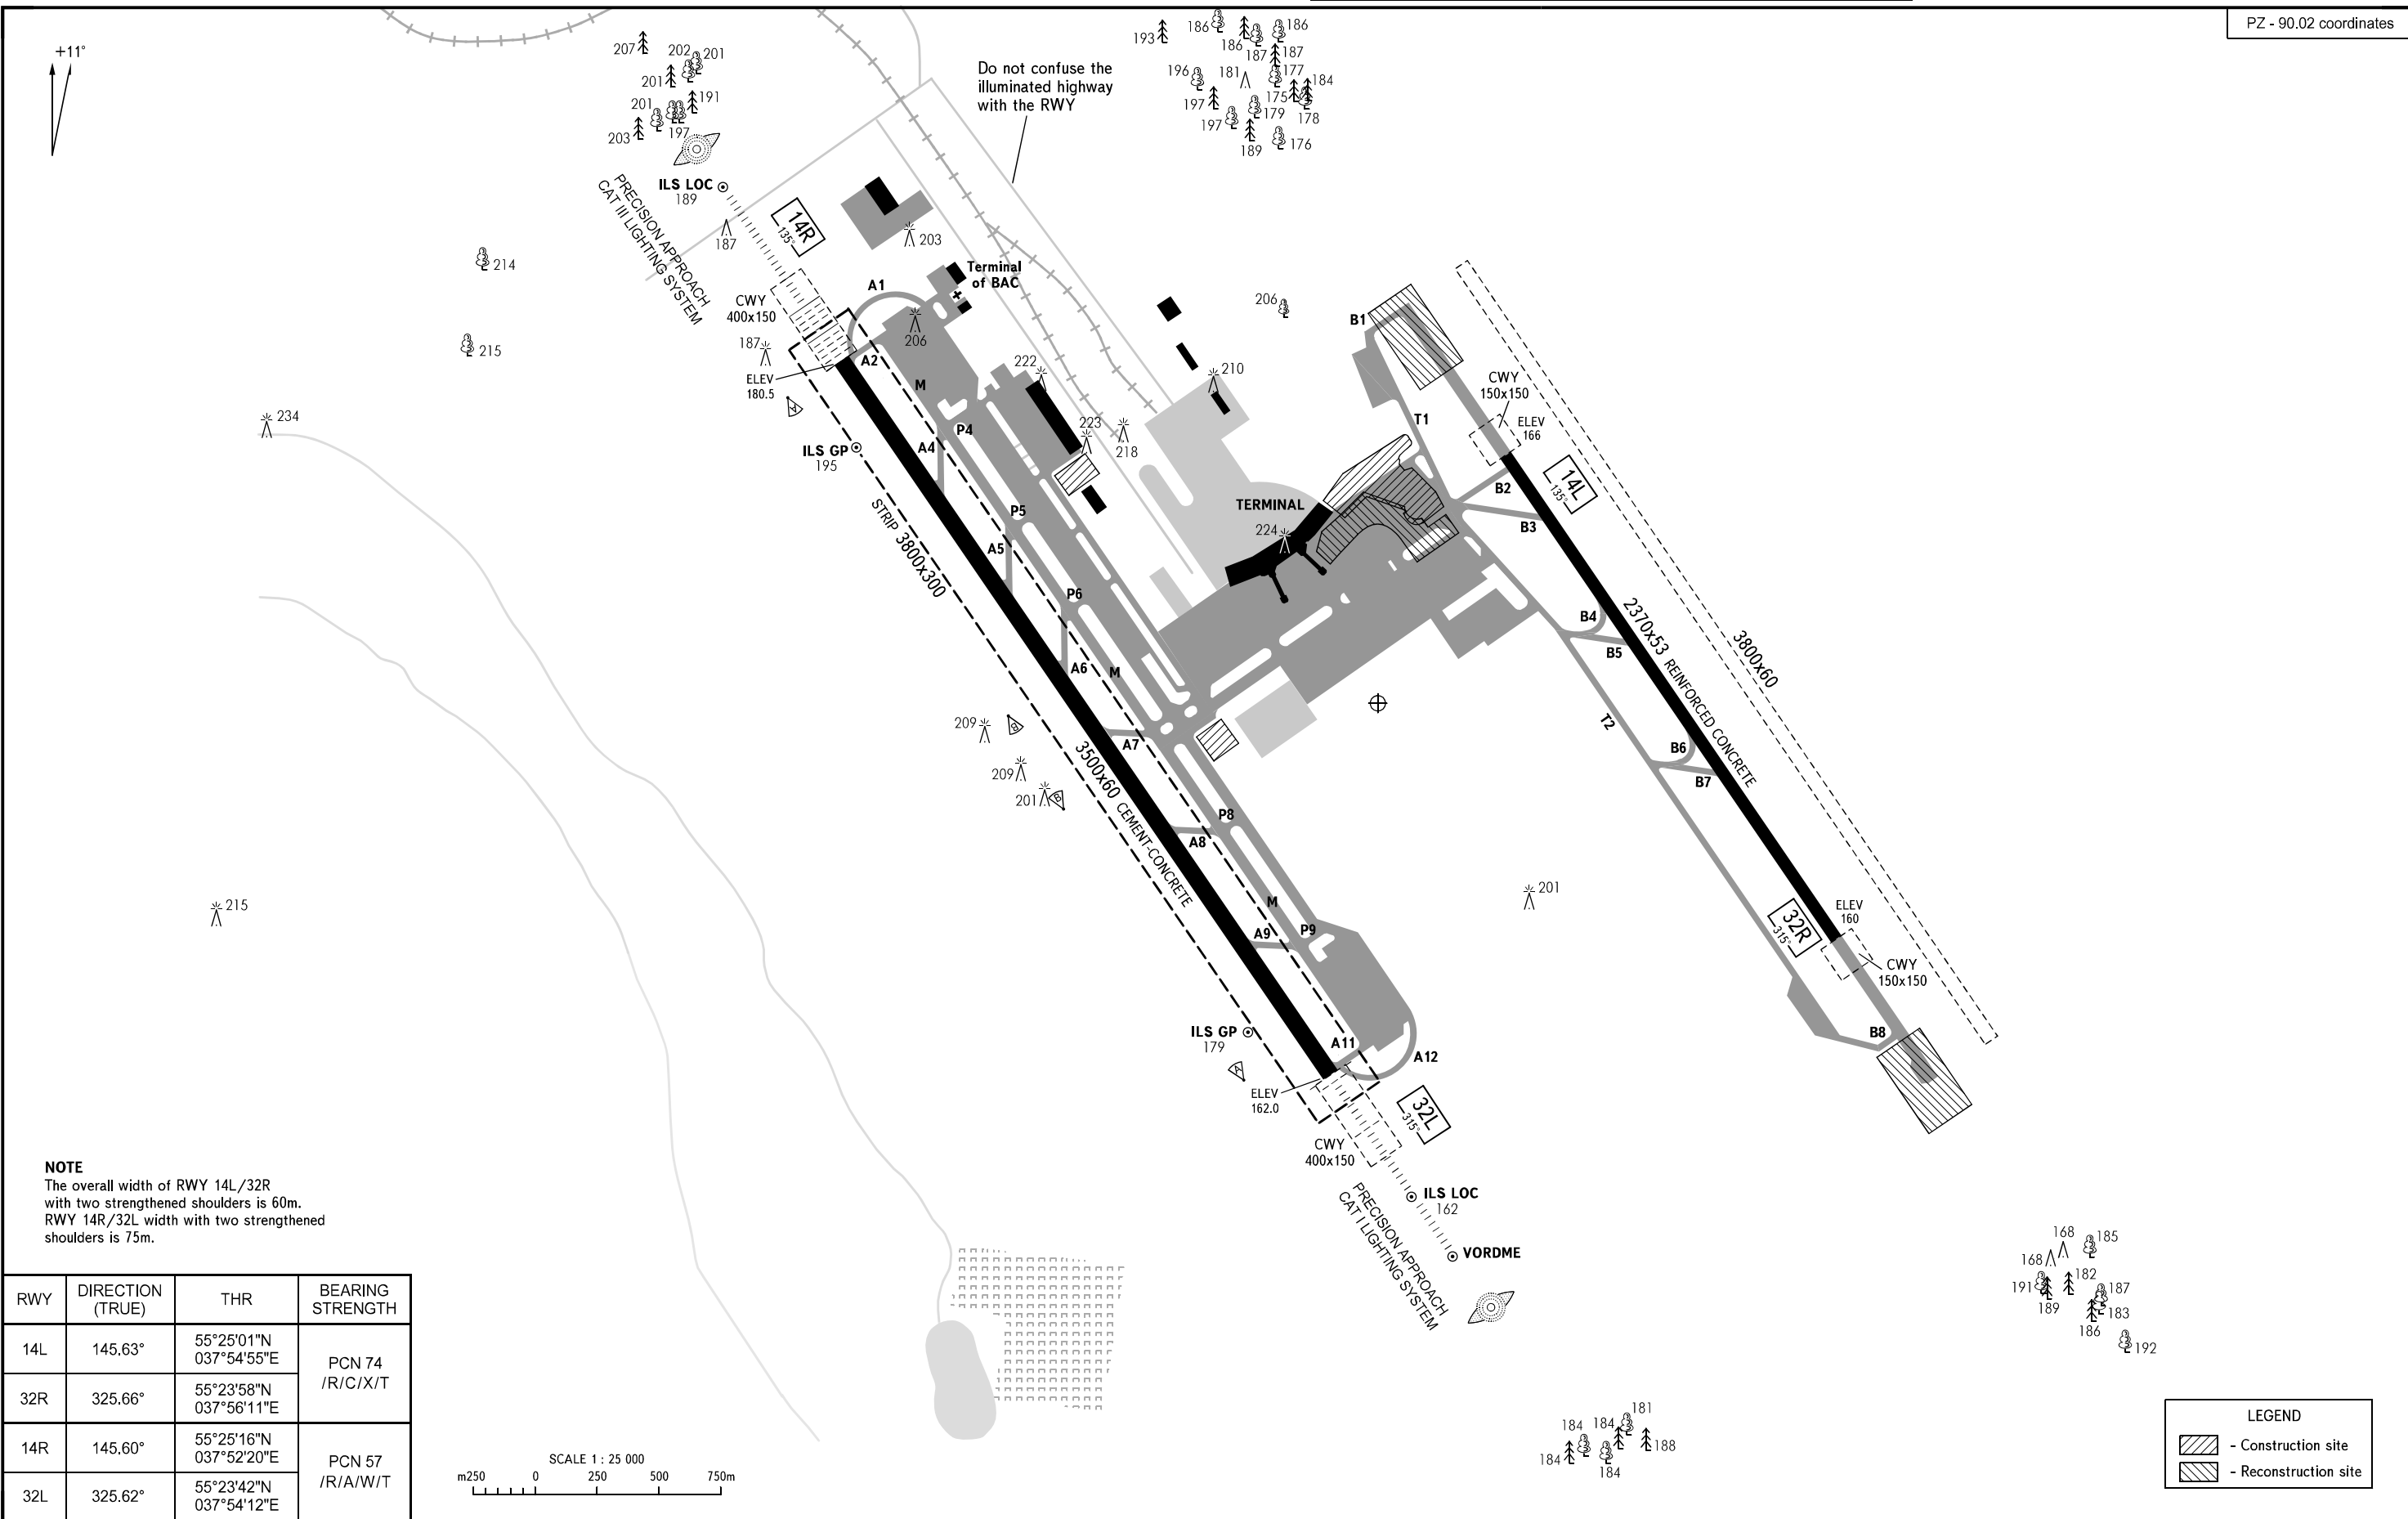 PZ - 90.02 coordinates
+11°
207
202
201
201
201
191
203
197
193
186
186
186
187
187
196
181
177
184
197
175
179
178
197
189
176
Do not confuse the
illuminated highway
with the RWY
ILS LOC
189
PRECISION APPROACH
CAT III LIGHTING SYSTEM
14R
135°
187
203
214
215
Terminal
of BAC
A1
CWY
400x150
206
187
A2
ELEV
180.5
M
222
210
206
B1
CWY
150x150
ELEV
166
234
ILS GP
195
A4
P4
223
218
T1
14L
135°
B2
B3
STRIP 3800x300
P5
A5
TERMINAL
224
P6
A6
M
B4
B5
2370x53 REINFORCED CONCRETE
3800x60
T2
B6
B7
209
B
209
201
B
A7
3500x60 CEMENT-CONCRETE
P8
A8
M
A9
P9
201
215
32R
315°
ELEV
160
CWY
150x150
B8
ILS GP
179
A
A
A11
A12
ELEV
162.0
32L
315°
CWY
400x150
ILS LOC
162
VORDME
PRECISION APPROACH
CAT I LIGHTING SYSTEM
168
185
168
191
182
187
189
183
186
192
181
184
184
188
184
184
NOTE
The overall width of RWY 14L/32R
with two strengthened shoulders is 60m.
RWY 14R/32L width with two strengthened
shoulders is 75m.
RWY DIRECTION (TRUE) THR BEARING STRENGTH
14L 145.63° 55°25'01"N 037°54'55"E PCN 74 /R/C/X/T
32R 325.66° 55°23'58"N 037°56'11"E
14R 145.60° 55°25'16"N 037°52'20"E PCN 57 /R/A/W/T
32L 325.62° 55°23'42"N 037°54'12"E
SCALE 1 : 25 000
m250 0 250 500 750m
LEGEND
- Construction site
- Reconstruction site